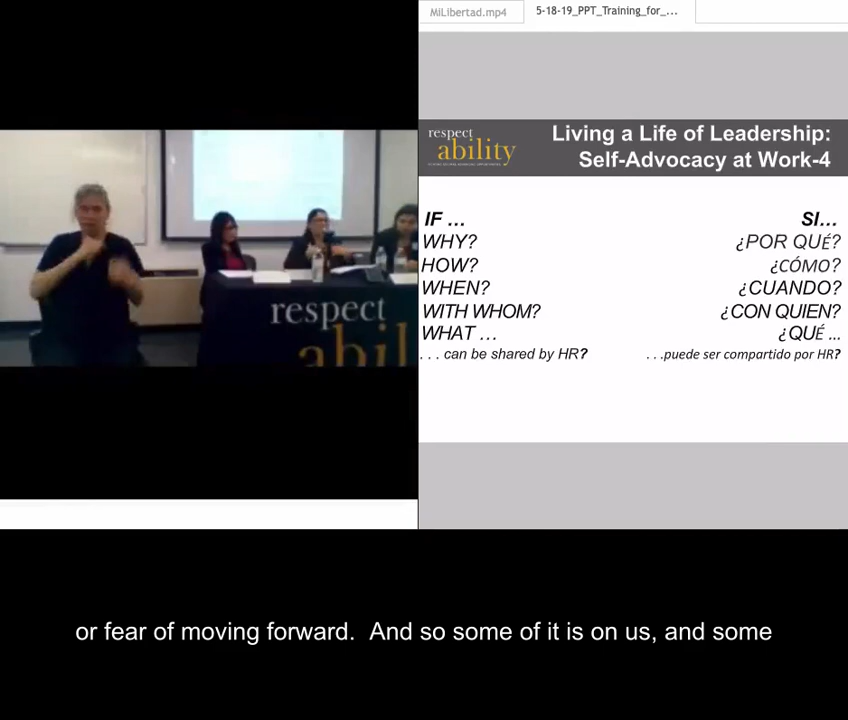 MiLibertad.mp4
5-18-19_PPT_Training_for_...
respect
ability
Living a Life of Leadership:
Self-Advocacy at Work-4
IF ...
WHY?
HOW?
WHEN?
WITH WHOM?
WHAT ...
. . . can be shared by HR?
SI...
¿POR QUÉ?
¿CÓMO?
¿CUANDO?
¿CON QUIEN?
¿QUÉ ...
. . .puede ser compartido por HR?
respect
abil
or fear of moving forward.  And so some of it is on us, and some